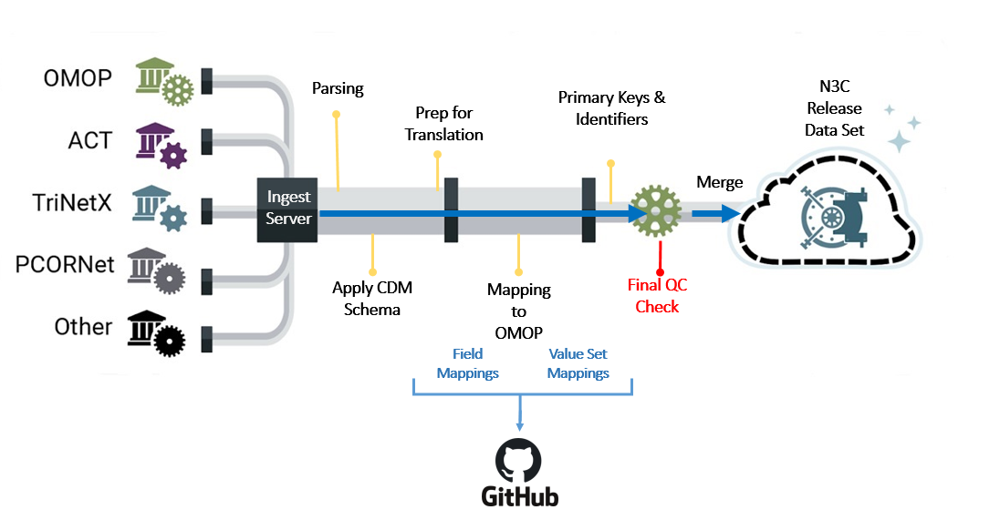 OMOP
ACT
TriNetX
PCORNet
Other
Ingest
Server
Parsing
Prep for
Translation
Apply CDM
Schema
Mapping
to
OMOP
Field
Mappings
Value Set
Mappings
GitHub
Primary Keys &
Identifiers
Final QC
Check
Merge
N3C
Release
Data Set